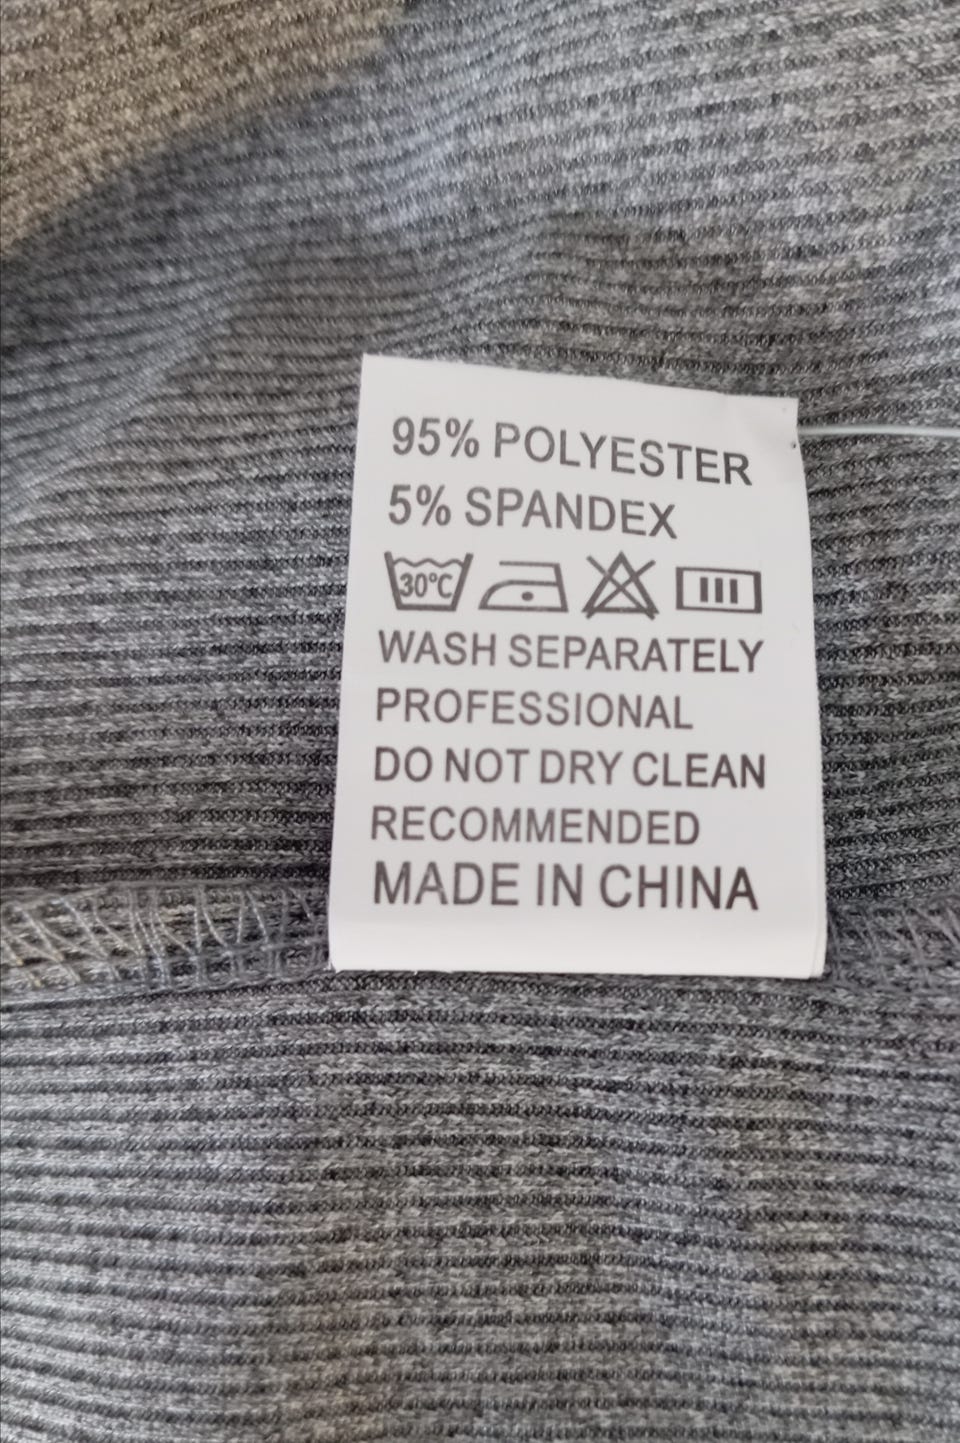 95% POLYESTER
5% SPANDEX
30°C
WASH SEPARATELY
PROFESSIONAL
DO NOT DRY CLEAN
RECOMMENDED
MADE IN CHINA